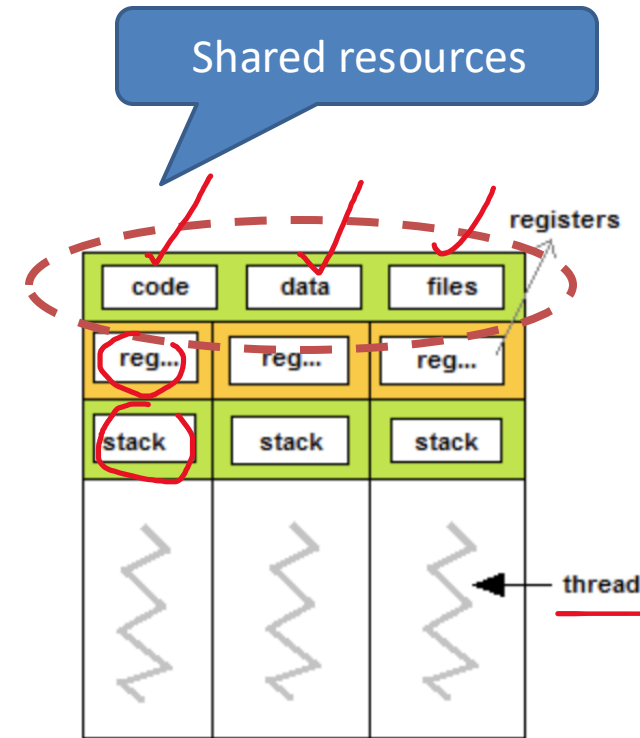 Shared resources
registers
code data files
reg... reg... reg...
stack stack stack
thread